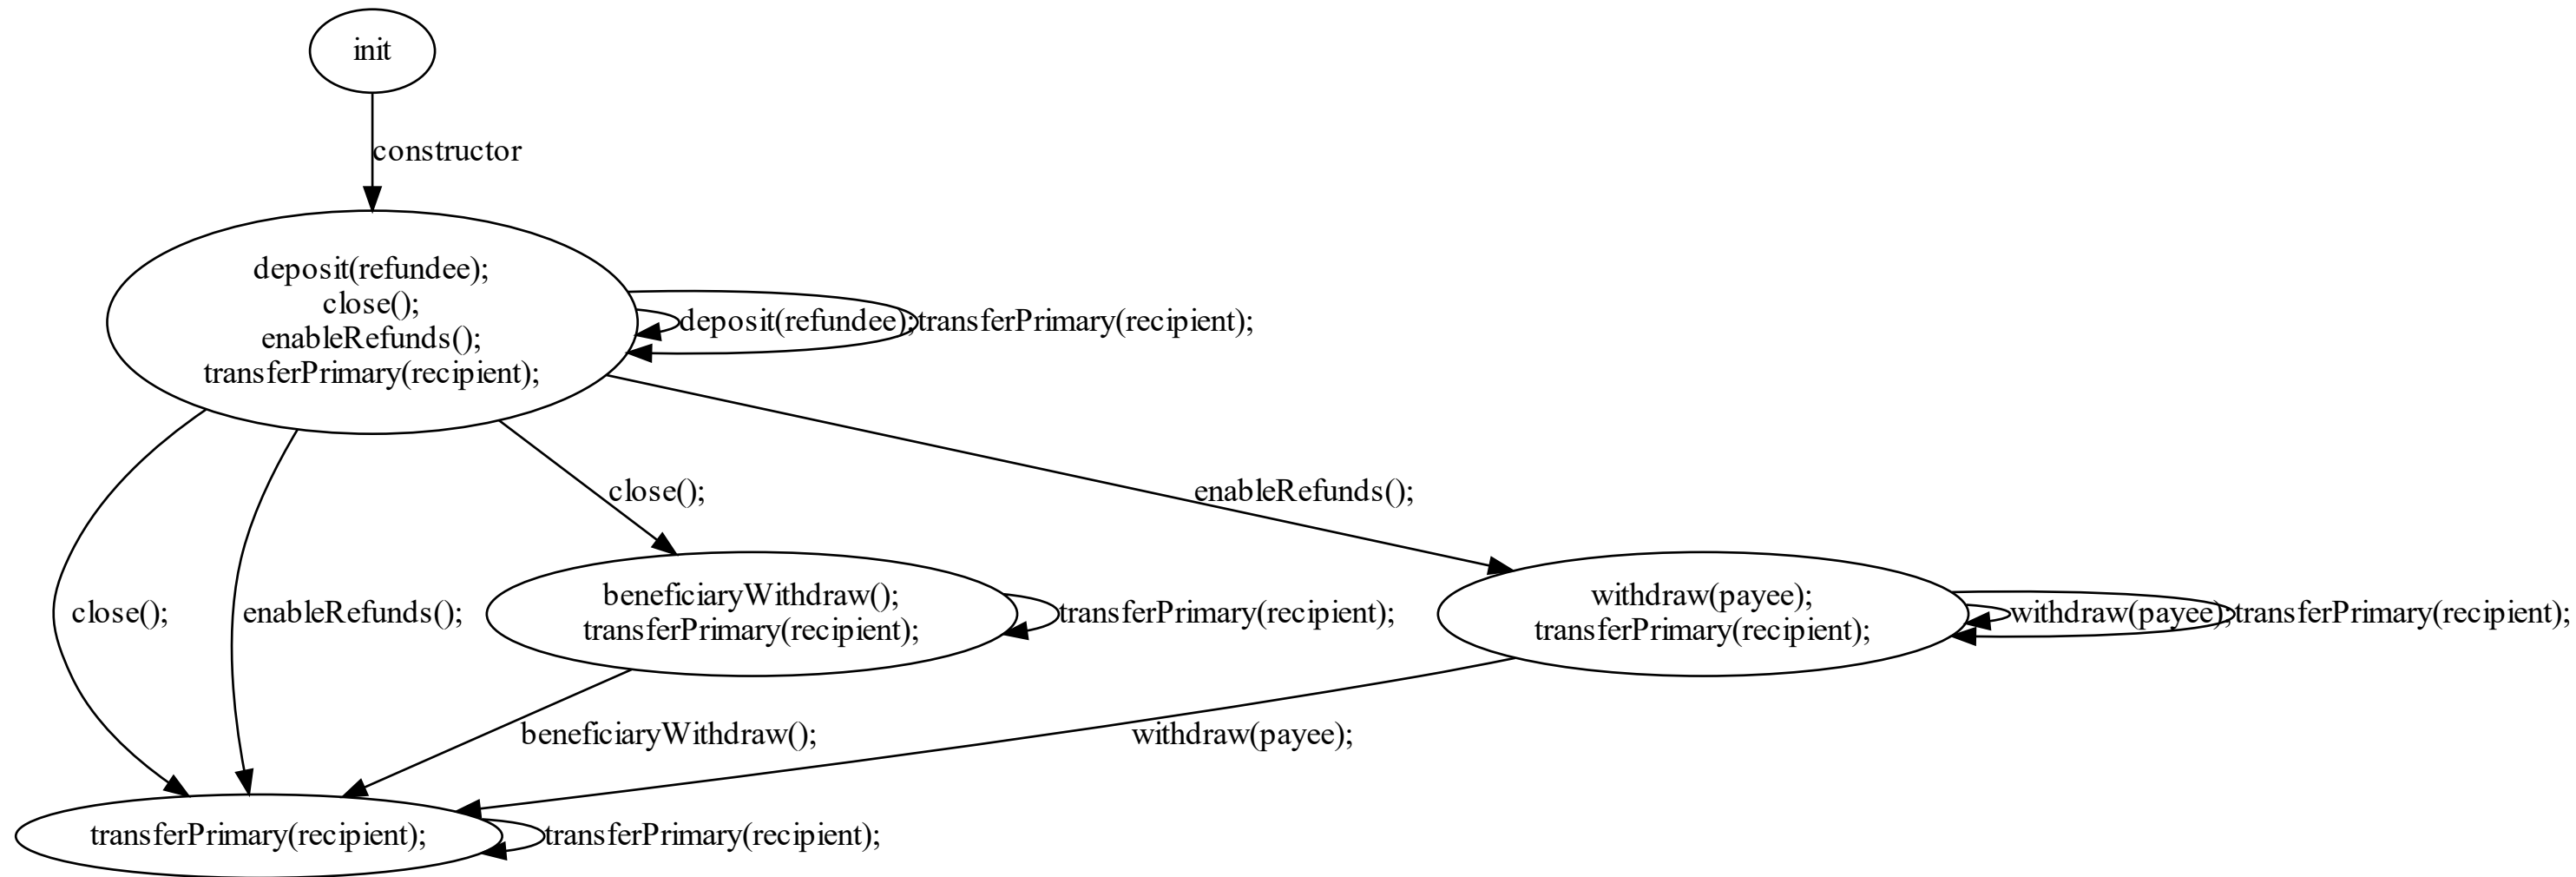 init
constructor
deposit(refundee);
close();
enableRefunds();
transferPrimary(recipient);
deposit(refundee);
transferPrimary(recipient);
close();
enableRefunds();
close();
enableRefunds();
beneficiaryWithdraw();
transferPrimary(recipient);
transferPrimary(recipient);
withdraw(payee);
transferPrimary(recipient);
withdraw(payee);
transferPrimary(recipient);
beneficiaryWithdraw();
withdraw(payee);
transferPrimary(recipient);
transferPrimary(recipient);